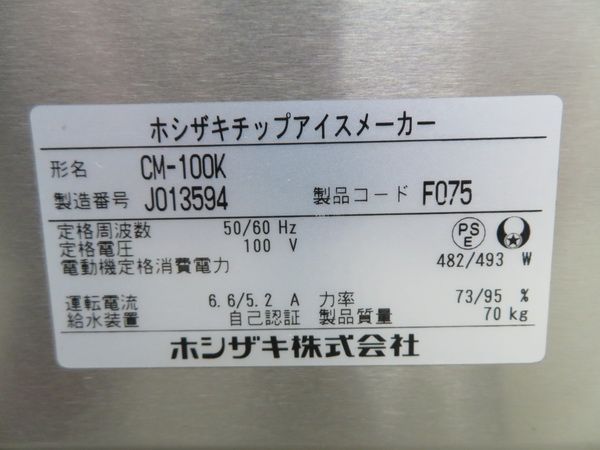 ホシザキチップアイスメーカー
形名 CM-100K
製造番号 J013594 製品コード F075
定格周波数 50/60 Hz
定格電圧 100 V
PS E
電動機定格消費電力 482/493 W
運転電流 6.6/5.2 A 力率 73/95 %
給水装置 自己認証 製品質量 70 kg
ホシザキ株式会社